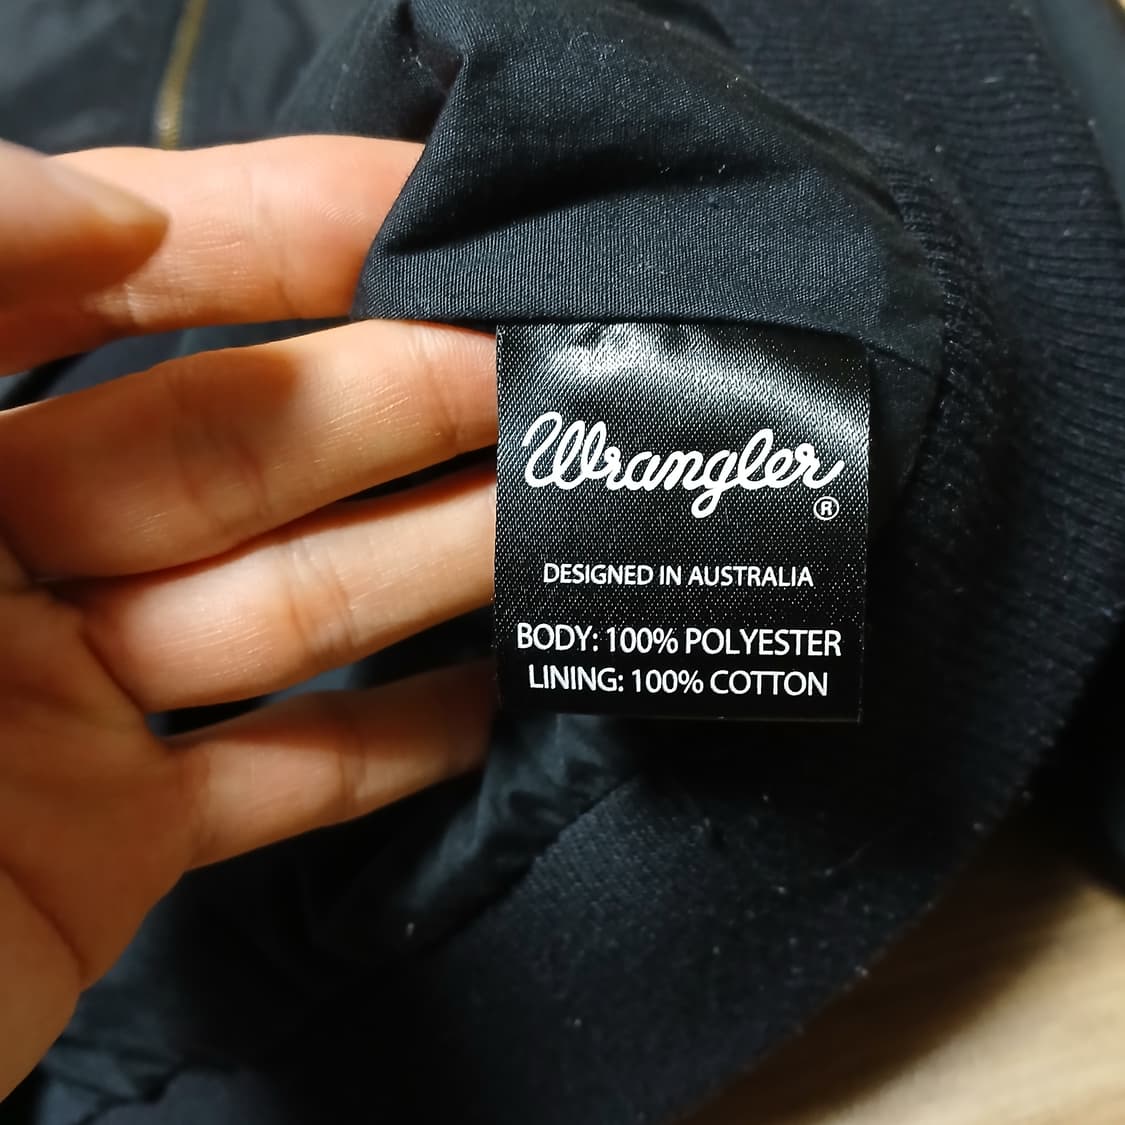 Wrangler
®
DESIGNED IN AUSTRALIA
BODY: 100% POLYESTER
LINING: 100% COTTON